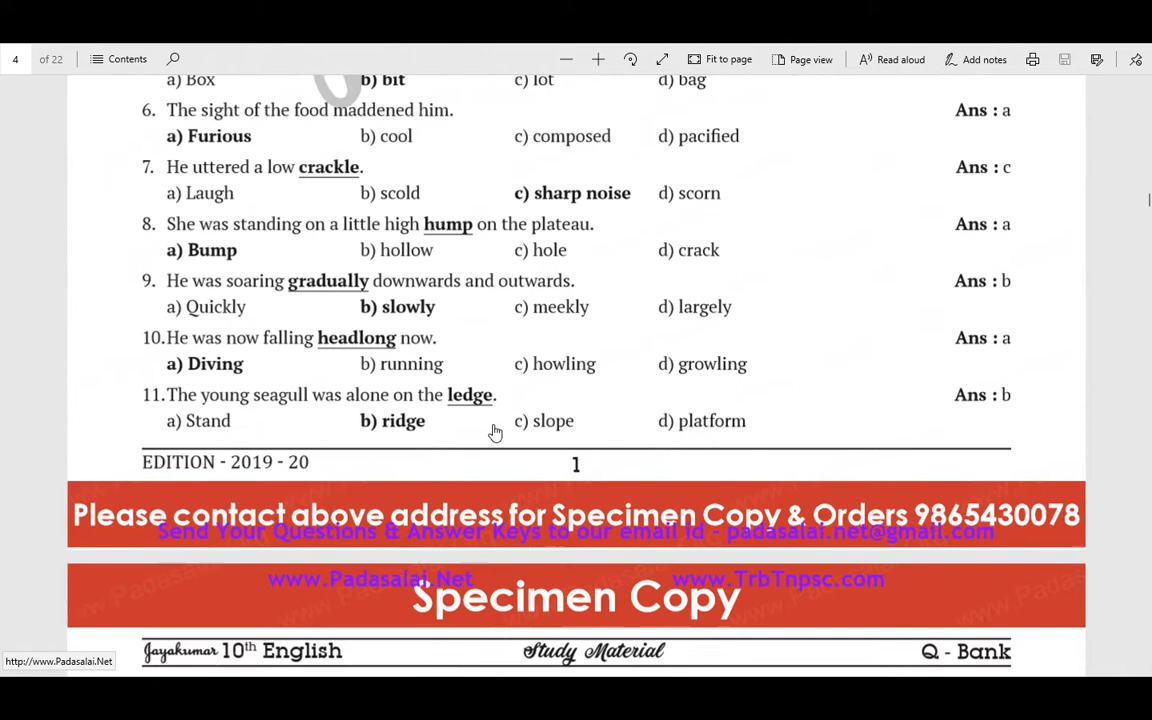 4 of 22 Contents Fit to page Page view Read aloud Add notes
a) Box b) bit c) lot d) bag
6. The sight of the food maddened him. Ans : a
a) Furious b) cool c) composed d) pacified
7. He uttered a low crackle. Ans : c
a) Laugh b) scold c) sharp noise d) scorn
8. She was standing on a little high hump on the plateau. Ans : a
a) Bump b) hollow c) hole d) crack
9. He was soaring gradually downwards and outwards. Ans : b
a) Quickly b) slowly c) meekly d) largely
10. He was now falling headlong now. Ans : a
a) Diving b) running c) howling d) growling
11. The young seagull was alone on the ledge. Ans : b
a) Stand b) ridge c) slope d) platform
EDITION - 2019 - 20 1
Please contact above address for Specimen Copy & Orders 9865430078
Send Your Questions & Answer Keys to our email id - padasalai.net@gmail.com
www.Padasalai.Net www.TrbTnpsc.com
Specimen Copy
Jayakumar 10th English Study Material Q - Bank
http://www.Padasalai.Net